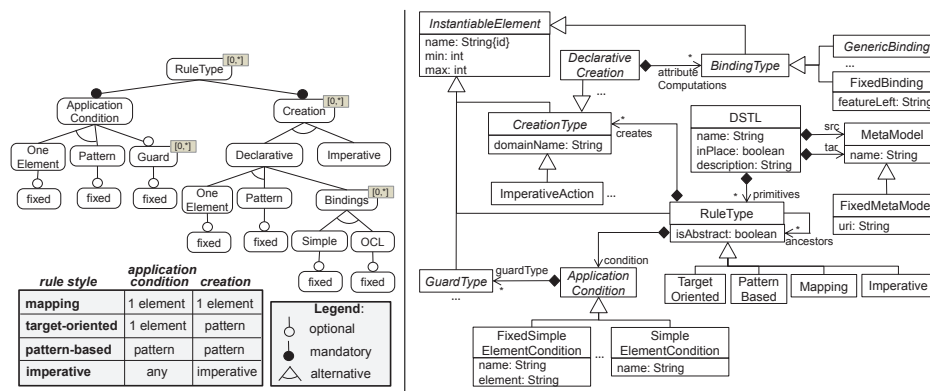 [0,*]
RuleType
[0,*]
Application
Condition
Creation
[0,*]
One
Element
Pattern
Guard
Declarative
Imperative
fixed
fixed
fixed
[0,*]
One
Element
Pattern
Bindings
fixed
fixed
Simple
OCL
fixed
fixed
rule style
application
condition
creation
mapping
1 element
1 element
target-oriented
1 element
pattern
pattern-based
pattern
pattern
imperative
any
imperative
Legend:
optional
mandatory
alternative
InstantiableElement
name: String{id}
min: int
max: int
Declarative
Creation
...
*
attribute
Computations
BindingType
GenericBinding
...
FixedBinding
featureLeft: String
CreationType
domainName: String
*
creates
ImperativeAction
...
DSTL
name: String
inPlace: boolean
description: String
src
tar
MetaModel
name: String
FixedMetaModel
uri: String
*
primitives
RuleType
isAbstract: boolean
*
ancestors
condition
GuardType
...
guardType
*
Application
Condition
Target
Oriented
Pattern
Based
Mapping
Imperative
FixedSimple
ElementCondition
name: String
element: String
...
Simple
ElementCondition
name: String